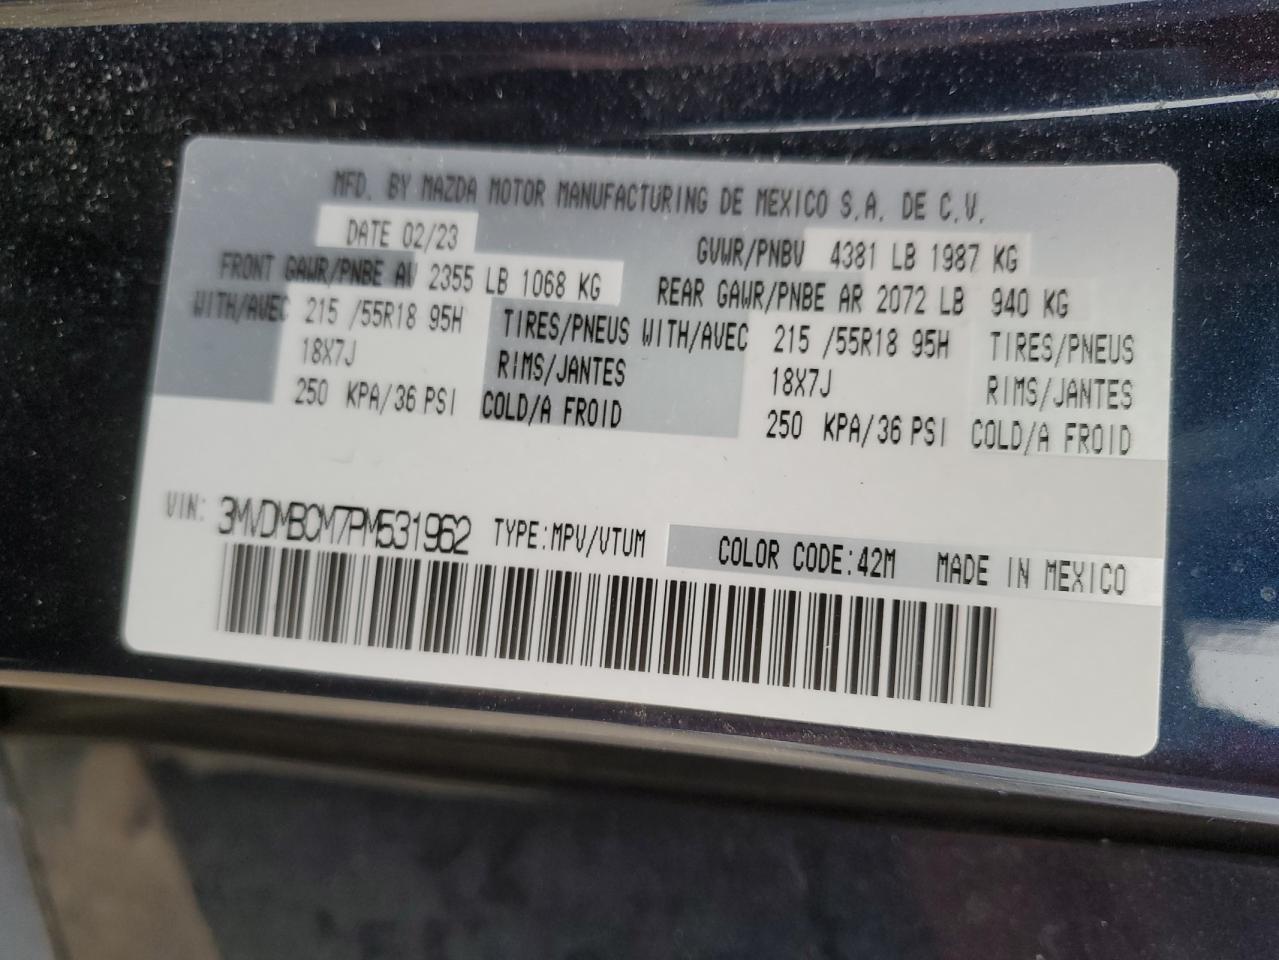 MFD. BY MAZDA MOTOR MANUFACTURING DE MEXICO S.A. DE C.V.
DATE 02/23 GVWR/PNBV 4381 LB 1987 KG
FRONT GAWR/PNBE AV 2355 LB 1068 KG REAR GAWR/PNBE AR 2072 LB 940 KG
WITH/AVEC 215 /55R18 95H TIRES/PNEUS WITH/AVEC 215 /55R18 95H TIRES/PNEUS
18X7J RIMS/JANTES 18X7J RIMS/JANTES
250 KPA/36 PSI COLD/A FROID 250 KPA/36 PSI COLD/A FROID
VIN: 3MVDMBCM7PM531962 TYPE:MPV/VTUM COLOR CODE:42M MADE IN MEXICO